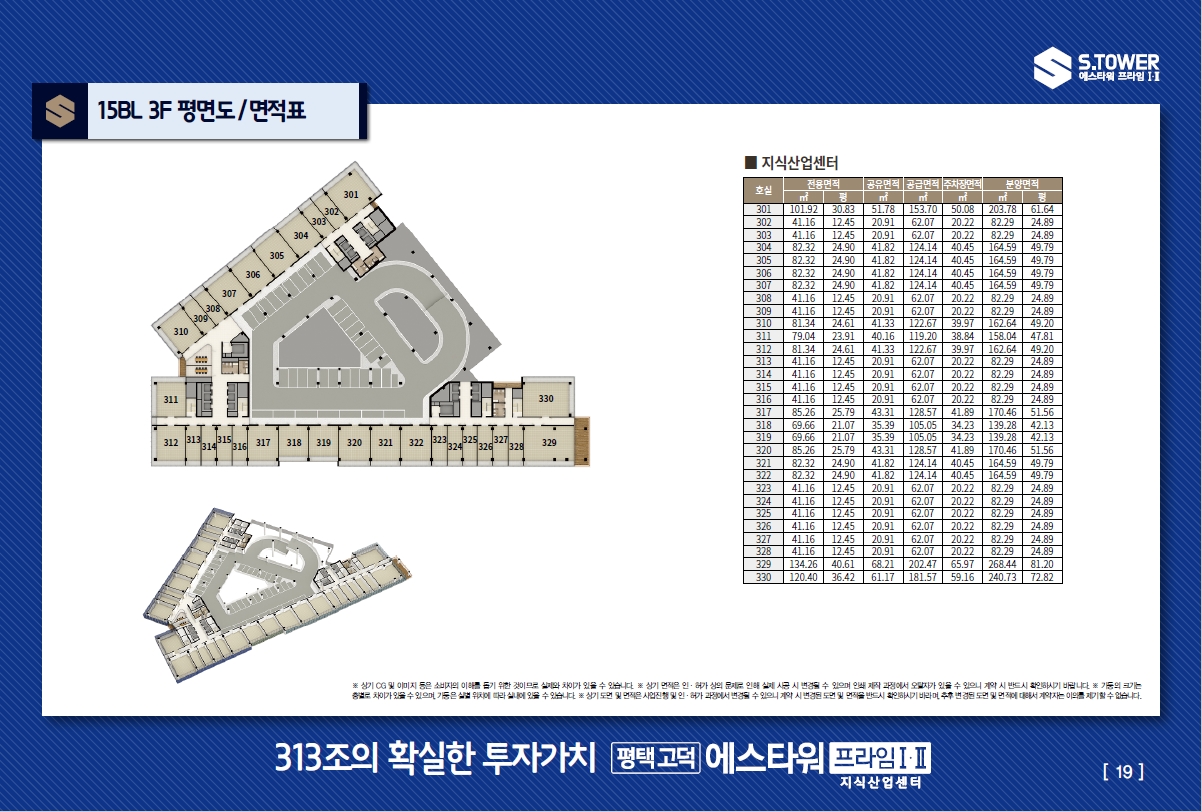 S.TOWER
에스타워 프라임 I·II
15BL 3F 평면도/면적표
301
302
303
304
305
306
307
308
309
310
311
330
312 313 314 315 316 317 318 319 320 321 322 323 324 325 326 327 328 329
■ 지식산업센터
호실 전용면적 공유면적 공급면적 주차장면적 분양면적
㎡ 평 ㎡ ㎡ ㎡ ㎡ 평
301 101.92 30.83 51.78 153.70 50.08 203.78 61.64
302 41.16 12.45 20.91 62.07 20.22 82.29 24.89
303 41.16 12.45 20.91 62.07 20.22 82.29 24.89
304 82.32 24.90 41.82 124.14 40.45 164.59 49.79
305 82.32 24.90 41.82 124.14 40.45 164.59 49.79
306 82.32 24.90 41.82 124.14 40.45 164.59 49.79
307 82.32 24.90 41.82 124.14 40.45 164.59 49.79
308 41.16 12.45 20.91 62.07 20.22 82.29 24.89
309 41.16 12.45 20.91 62.07 20.22 82.29 24.89
310 81.34 24.61 41.33 122.67 39.97 162.64 49.20
311 79.04 23.91 40.16 119.20 38.84 158.04 47.81
312 81.34 24.61 41.33 122.67 39.97 162.64 49.20
313 41.16 12.45 20.91 62.07 20.22 82.29 24.89
314 41.16 12.45 20.91 62.07 20.22 82.29 24.89
315 41.16 12.45 20.91 62.07 20.22 82.29 24.89
316 41.16 12.45 20.91 62.07 20.22 82.29 24.89
317 85.26 25.79 43.31 128.57 41.89 170.46 51.56
318 69.66 21.07 35.39 105.05 34.23 139.28 42.13
319 69.66 21.07 35.39 105.05 34.23 139.28 42.13
320 85.26 25.79 43.31 128.57 41.89 170.46 51.56
321 82.32 24.90 41.82 124.14 40.45 164.59 49.79
322 82.32 24.90 41.82 124.14 40.45 164.59 49.79
323 41.16 12.45 20.91 62.07 20.22 82.29 24.89
324 41.16 12.45 20.91 62.07 20.22 82.29 24.89
325 41.16 12.45 20.91 62.07 20.22 82.29 24.89
326 41.16 12.45 20.91 62.07 20.22 82.29 24.89
327 41.16 12.45 20.91 62.07 20.22 82.29 24.89
328 41.16 12.45 20.91 62.07 20.22 82.29 24.89
329 134.26 40.61 68.21 202.47 65.97 268.44 81.20
330 120.40 36.42 61.17 181.57 59.16 240.73 72.82
※ 상기 CG 및 이미지 등은 소비자의 이해를 돕기 위한 것이므로 실제와 차이가 있을 수 있습니다. ※ 상기 면적은 인·허가 상의 문제로 인해 실제 시공 시 변경될 수 있으며 인쇄 제작 과정에서 오탈자가 있을 수 있으니 계약 시 반드시 확인하시기 바랍니다. ※ 기둥의 크기는
층별로 차이가 있을 수 있으며, 기둥은 실별 위치에 따라 실내에 있을 수 있습니다. ※ 상기 도면 및 면적은 사업진행 및 인·허가 과정에서 변경될 수 있으니 계약 시 변경된 도면 및 면적을 반드시 확인하시기 바라며, 추후 변경된 도면 및 면적에 대해서 계약자는 이의를 제기할 수 없습니다.
313조의 확실한 투자가치 평택 고덕 에스타워 프라임 I·II
지식산업센터
[ 19 ]